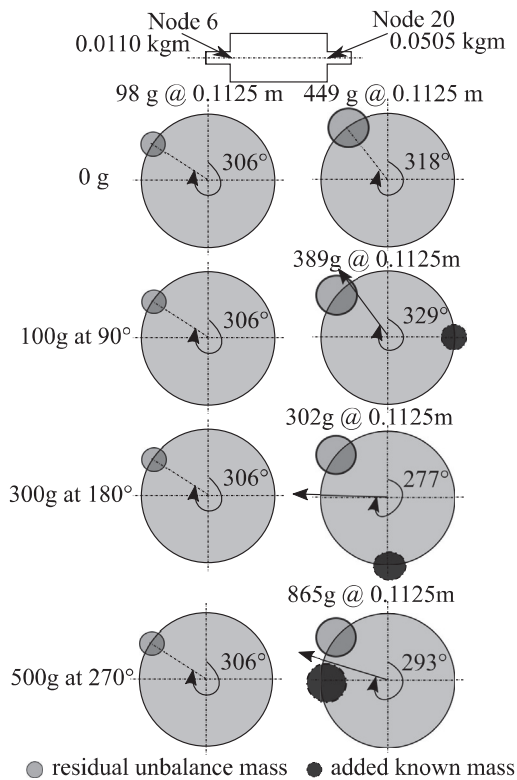 Node 6
0.0110 kgm
Node 20
0.0505 kgm
98 g @ 0.1125 m
449 g @ 0.1125 m
0 g
306°
318°
389g @ 0.1125m
100g at 90°
306°
329°
302g @ 0.1125m
300g at 180°
306°
277°
865g @ 0.1125m
500g at 270°
306°
293°
residual unbalance mass
added known mass